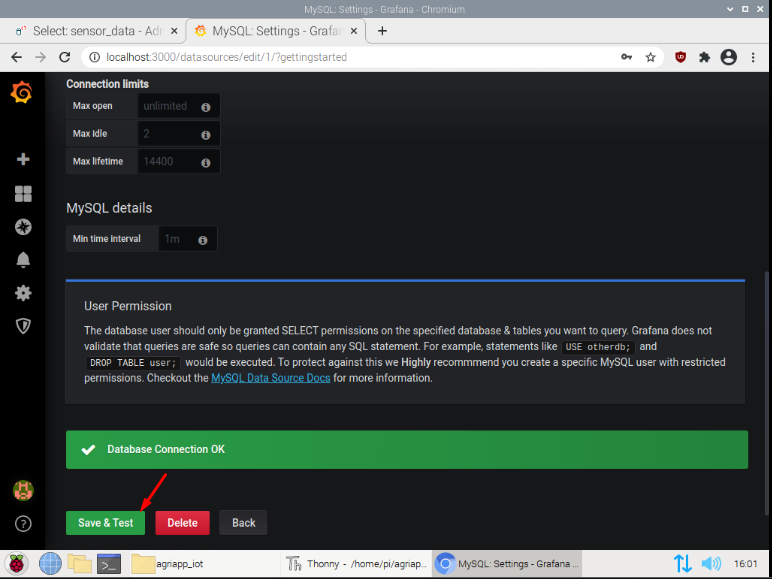 MySQL: Settings - Grafana - Chromium
Select: sensor_data - Adm
MySQL: Settings - Grafan
localhost:3000/datasources/edit/1/?gettingstarted
Connection limits
Max open unlimited
Max idle 2
Max lifetime 14400
MySQL details
Min time interval 1m
User Permission
The database user should only be granted SELECT permissions on the specified database & tables you want to query. Grafana does not
validate that queries are safe so queries can contain any SQL statement. For example, statements like USE otherdb; and
DROP TABLE user; would be executed. To protect against this we Highly recommmend you create a specific MySQL user with restricted
permissions. Checkout the MySQL Data Source Docs for more information.
Database Connection OK
Save & Test Delete Back
agriapp_iot Thonny - /home/pi/agriap... MySQL: Settings - Grafana ... 16:01